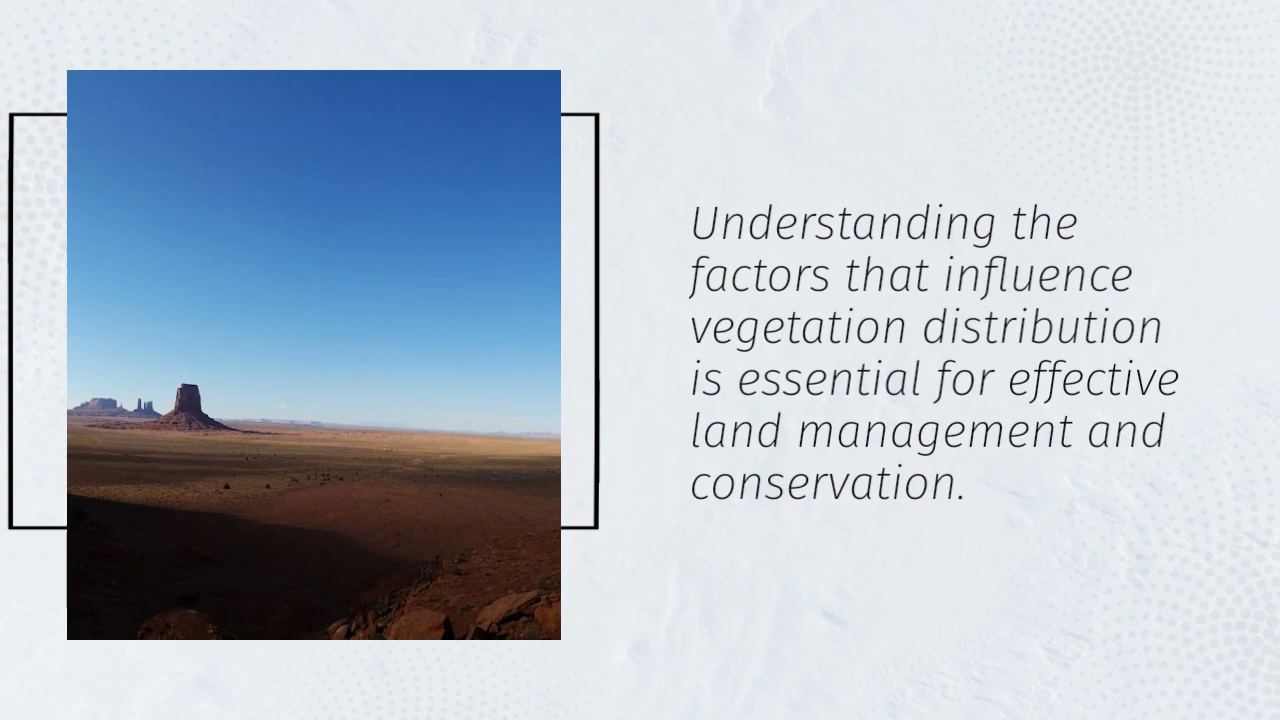 Understanding the
factors that influence
vegetation distribution
is essential for effective
land management and
conservation.